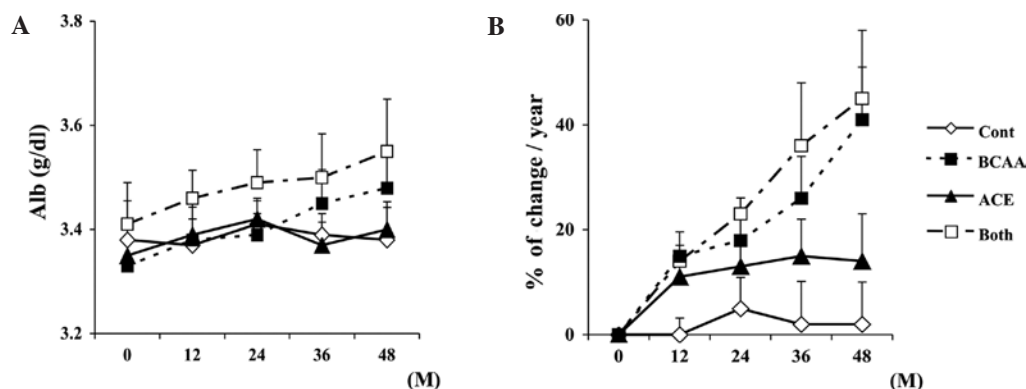 A
Alb (g/dl)
3.8
3.6
3.4
3.2
0 12 24 36 48
(M)
B
% of change / year
60
40
20
0
0 12 24 36 48
(M)
Cont
BCAA
ACE
Both